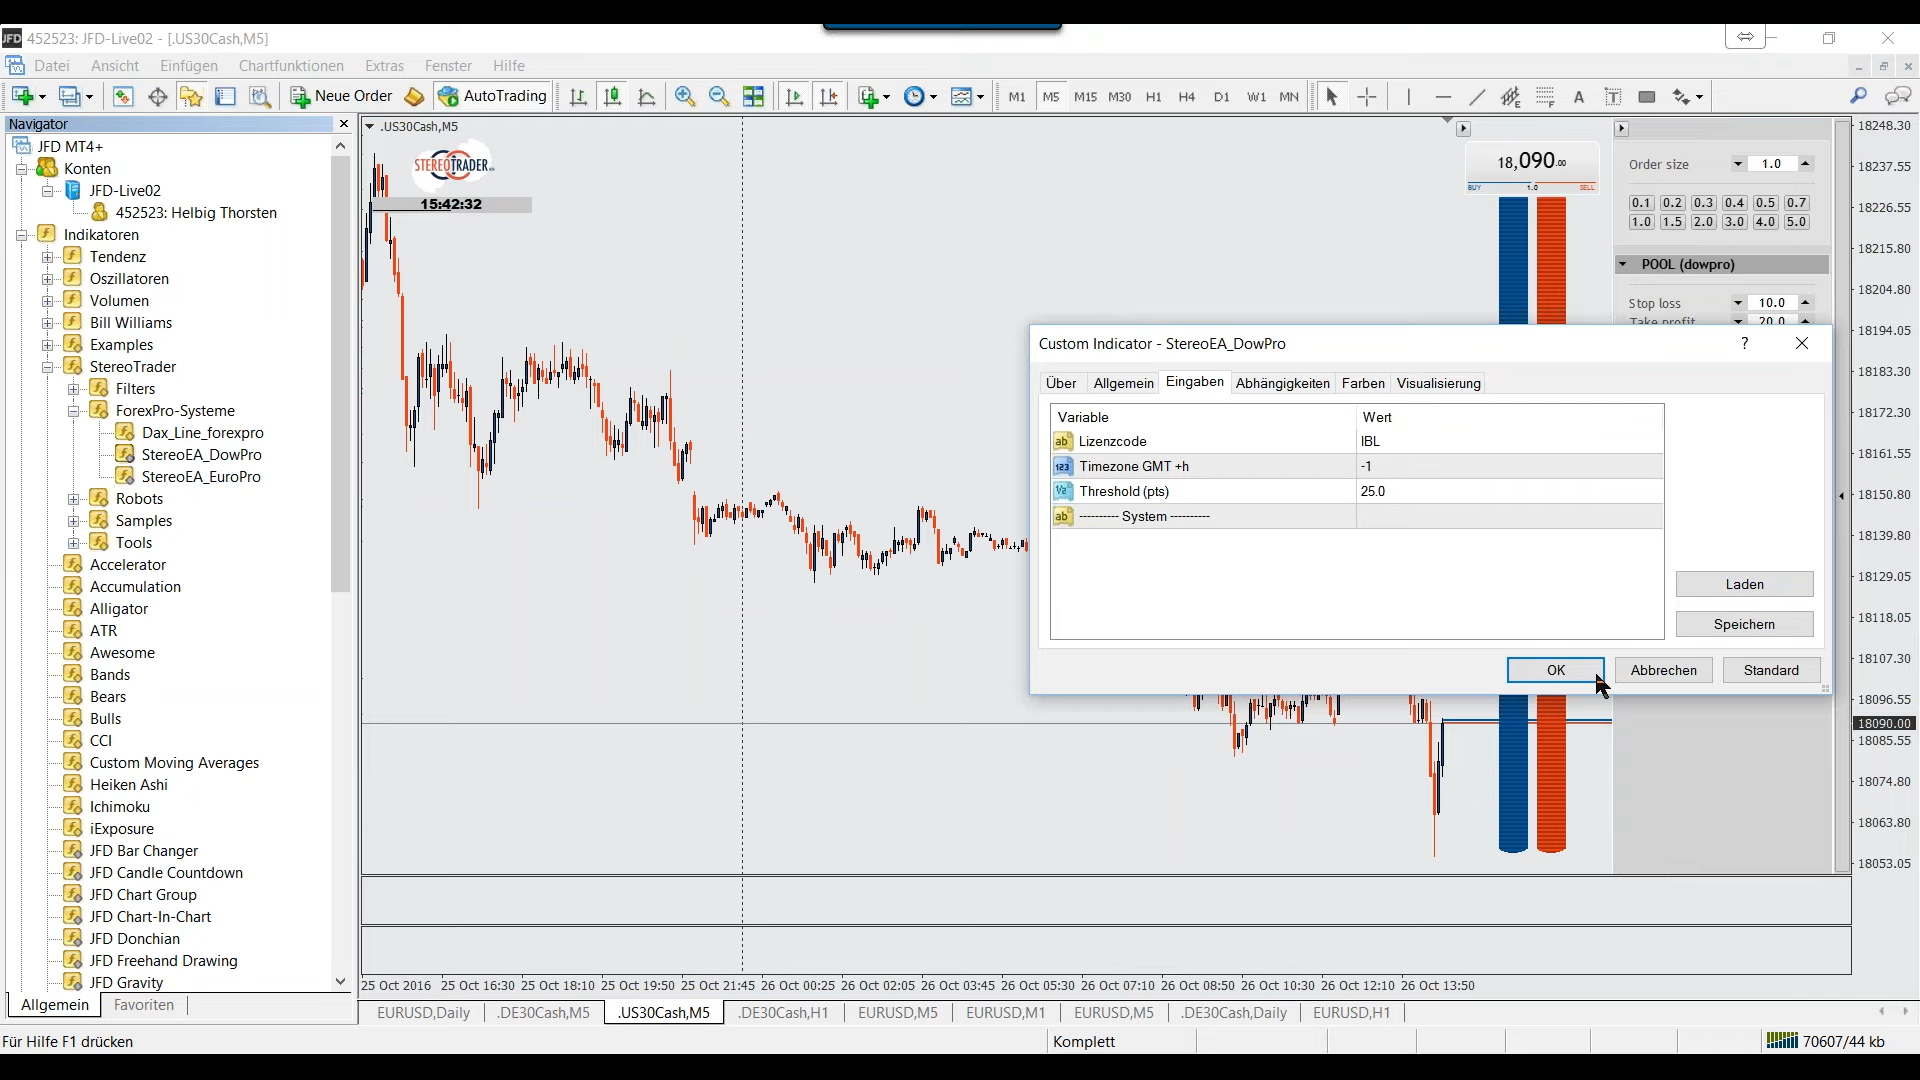 JFD 452523: JFD-Live02 - [.US30Cash,M5]
Datei Ansicht Einfügen Chartfunktionen Extras Fenster Hilfe
Neue Order AutoTrading M1 M5 M15 M30 H1 H4 D1 W1 MN A T
Navigator
JFD MT4+
Konten
JFD-Live02
452523: Helbig Thorsten
Indikatoren
Tendenz
Oszillatoren
Volumen
Bill Williams
Examples
StereoTrader
Filters
ForexPro-Systeme
Dax_Line_forexpro
StereoEA_DowPro
StereoEA_EuroPro
Robots
Samples
Tools
Accelerator
Accumulation
Alligator
ATR
Awesome
Bands
Bears
Bulls
CCI
Custom Moving Averages
Heiken Ashi
Ichimoku
iExposure
JFD Bar Changer
JFD Candle Countdown
JFD Chart Group
JFD Chart-In-Chart
JFD Donchian
JFD Freehand Drawing
JFD Gravity
Allgemein Favoriten
.US30Cash,M5
STEREOTRADER
15:42:32
18,090.00
BUY 1.0 SELL
Order size 1.0
0.1 0.2 0.3 0.4 0.5 0.7
1.0 1.5 2.0 3.0 4.0 5.0
POOL (dowpro)
Stop loss 10.0
Take profit 20.0
Custom Indicator - StereoEA_DowPro ?
Über Allgemein Eingaben Abhängigkeiten Farben Visualisierung
Variable Wert
ab Lizenzcode IBL
123 Timezone GMT +h -1
Threshold (pts) 25.0
ab ---------- System ----------
Laden
Speichern
OK Abbrechen Standard
18248.30
18237.55
18226.55
18215.80
18204.80
18194.05
18183.30
18172.30
18161.55
18150.80
18139.80
18129.05
18118.05
18107.30
18096.55
18090.00
18085.55
18074.80
18063.80
18053.05
25 Oct 2016 25 Oct 16:30 25 Oct 18:10 25 Oct 19:50 25 Oct 21:45 26 Oct 00:25 26 Oct 02:05 26 Oct 03:45 26 Oct 05:30 26 Oct 07:10 26 Oct 08:50 26 Oct 10:30 26 Oct 12:10 26 Oct 13:50
EURUSD,Daily .DE30Cash,M5 .US30Cash,M5 .DE30Cash,H1 EURUSD,M5 EURUSD,M1 EURUSD,M5 .DE30Cash,Daily EURUSD,H1
Für Hilfe F1 drücken Komplett 70607/44 kb